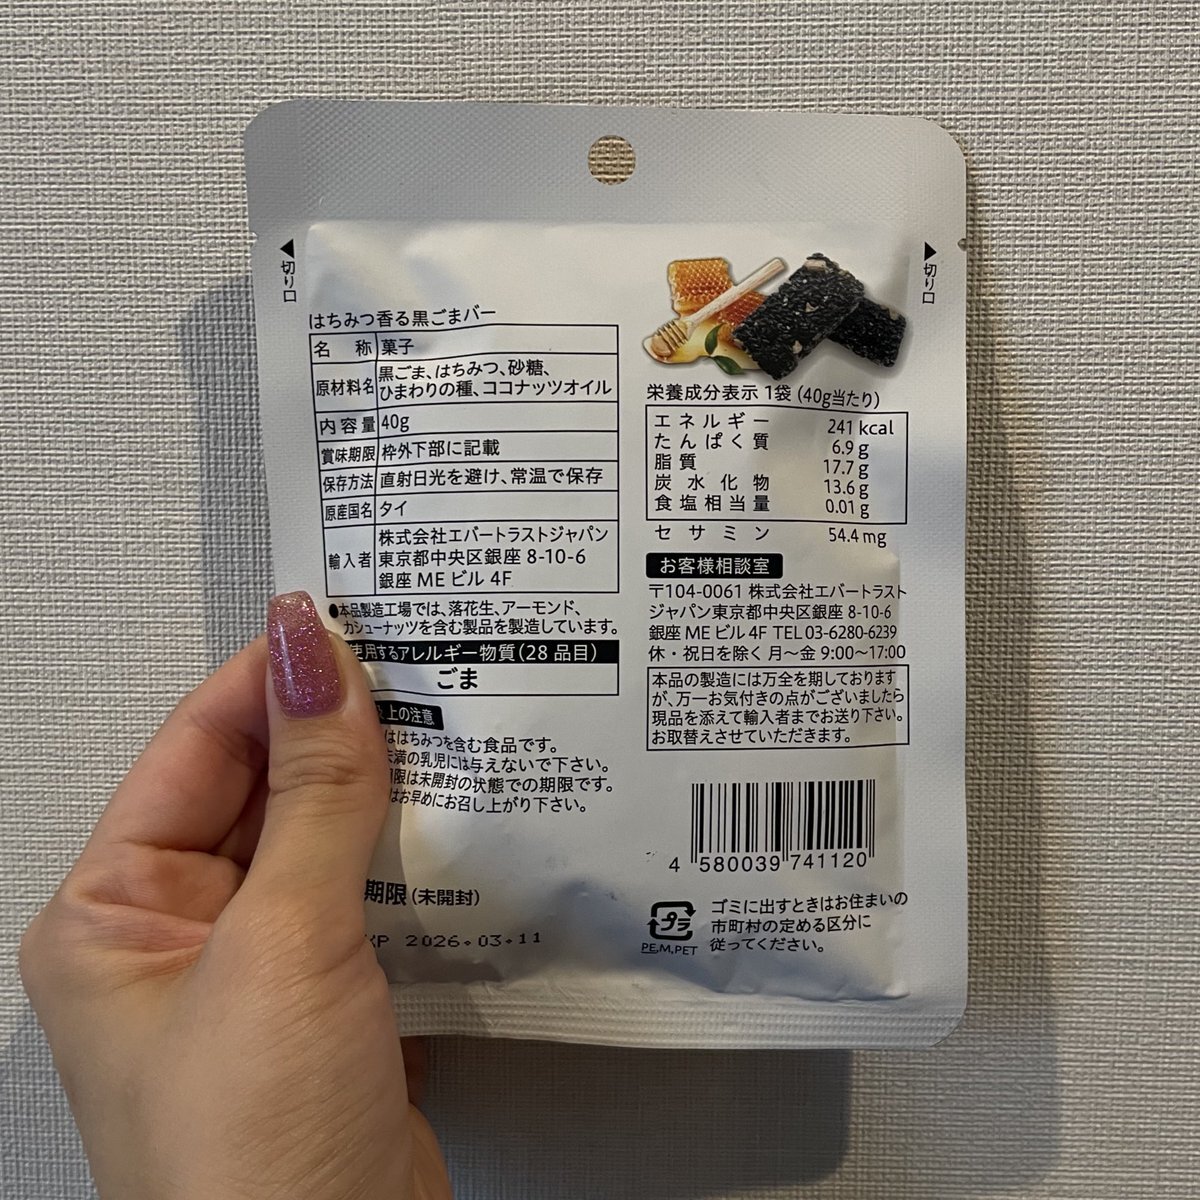 切り口
切り口
はちみつ香る黒ごまバー
名 称 菓子
原材料名 黒ごま、はちみつ、砂糖、
ひまわりの種、ココナッツオイル
内容量 40g
賞味期限 枠外下部に記載
保存方法 直射日光を避け、常温で保存
原産国名 タイ
輸入者 株式会社エバートラストジャパン
東京都中央区銀座 8-10-6
銀座 ME ビル 4F
●本品製造工場では、落花生、アーモンド、
カシューナッツを含む製品を製造しています。
使用するアレルギー物質(28 品目)
ごま
上の注意
ははちみつを含む食品です。
未満の乳児には与えないで下さい。
期限は未開封の状態での期限です。
はお早めにお召し上がり下さい。
期限(未開封)
XP 2026.03.11
栄養成分表示 1袋(40g当たり)
エネルギー 241 kcal
たんぱく質 6.9 g
脂質 17.7 g
炭水化物 13.6 g
食塩相当量 0.01 g
セサミン 54.4 mg
お客様相談室
〒104-0061 株式会社エバートラスト
ジャパン東京都中央区銀座 8-10-6
銀座 ME ビル 4F TEL 03-6280-6239
休・祝日を除く 月〜金 9:00〜17:00
本品の製造には万全を期しております
が、万一お気付きの点がございましたら
現品を添えて輸入者までお送り下さい。
お取替えさせていただきます。
4 580039 741120
プラ
PE,M,PET
ゴミに出すときはお住まいの
市町村の定める区分に
従ってください。